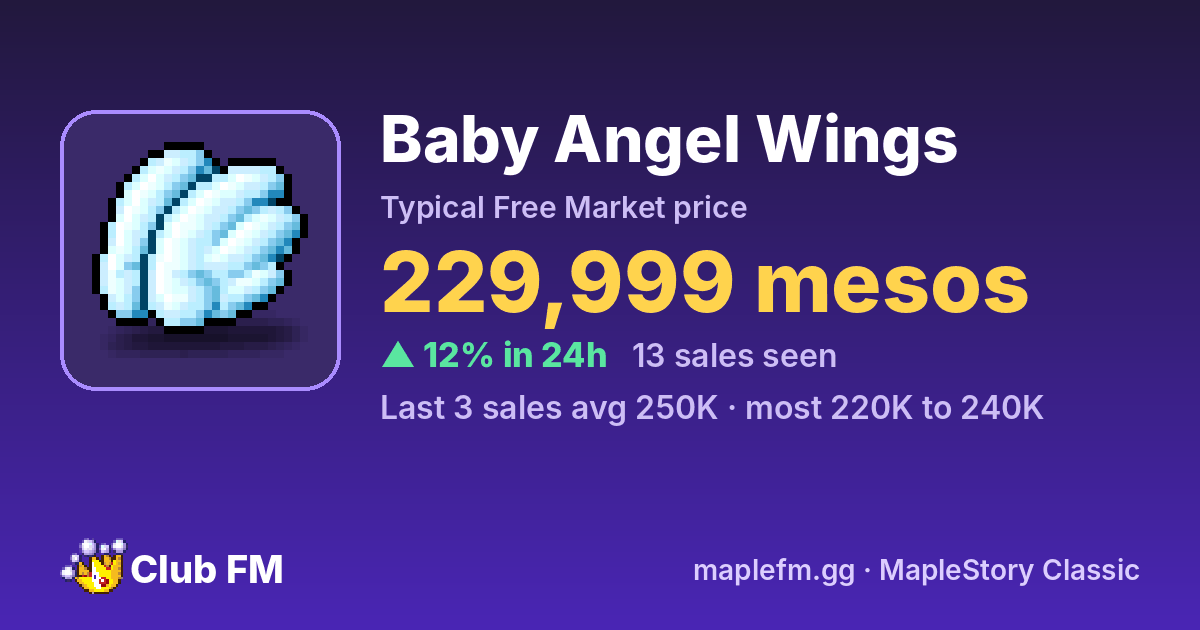 Baby Angel Wings
Typical Free Market price
229,999 mesos
▲ 12% in 24h 13 sales seen
Last 3 sales avg 250K · most 220K to 240K
Club FM
maplefm.gg · MapleStory Classic